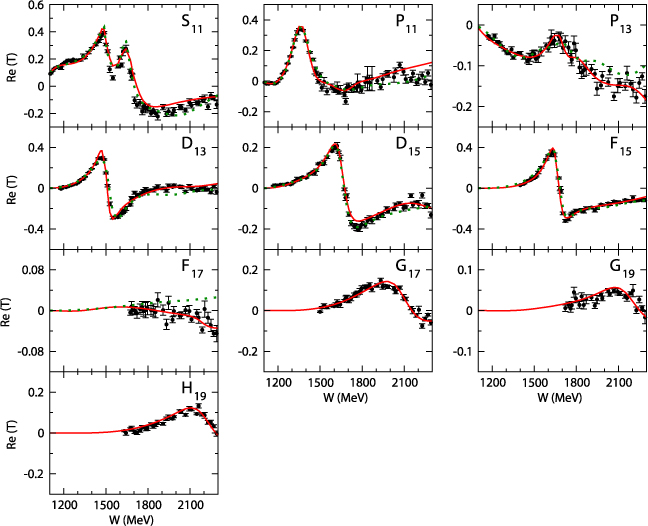 S11 P11 P13
Re (T) 0.6 0.4 0.2 0 -0.2 0.4 0.2 0 -0.2 0 -0.1 -0.2
D13 D15 F15
Re (T) 0.4 0 -0.4 0.2 0 -0.2 0.4 0 -0.4
F17 G17 G19
Re (T) 0.08 0 -0.08 0.2 0 -0.2 0.1 0 -0.1
H19 1200 1500 1800 2100 1200 1500 1800 2100
W (MeV) W (MeV)
Re (T) 0.2 0 -0.2
1200 1500 1800 2100
W (MeV)